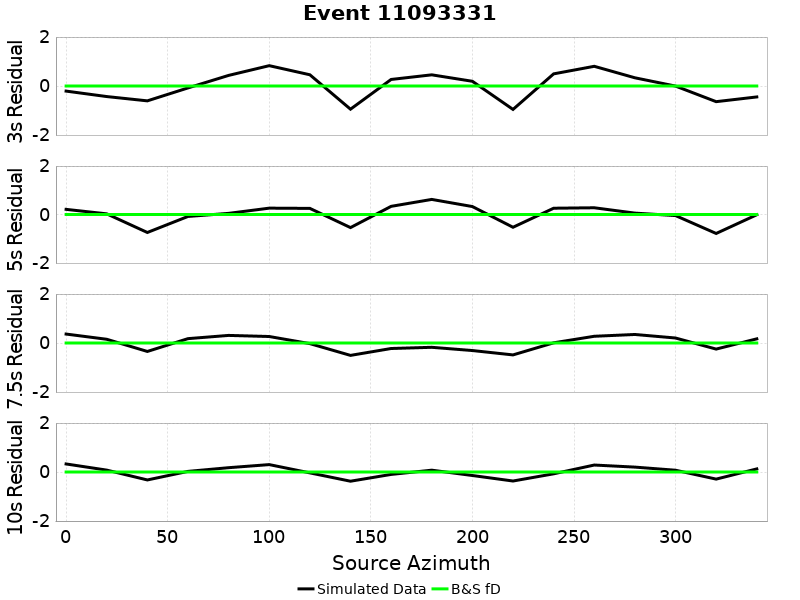 Event 11093331
3s Residual
2
0
-2
5s Residual
2
0
-2
7.5s Residual
2
0
-2
10s Residual
2
0
-2
0 50 100 150 200 250 300
Source Azimuth
Simulated Data B&S fD